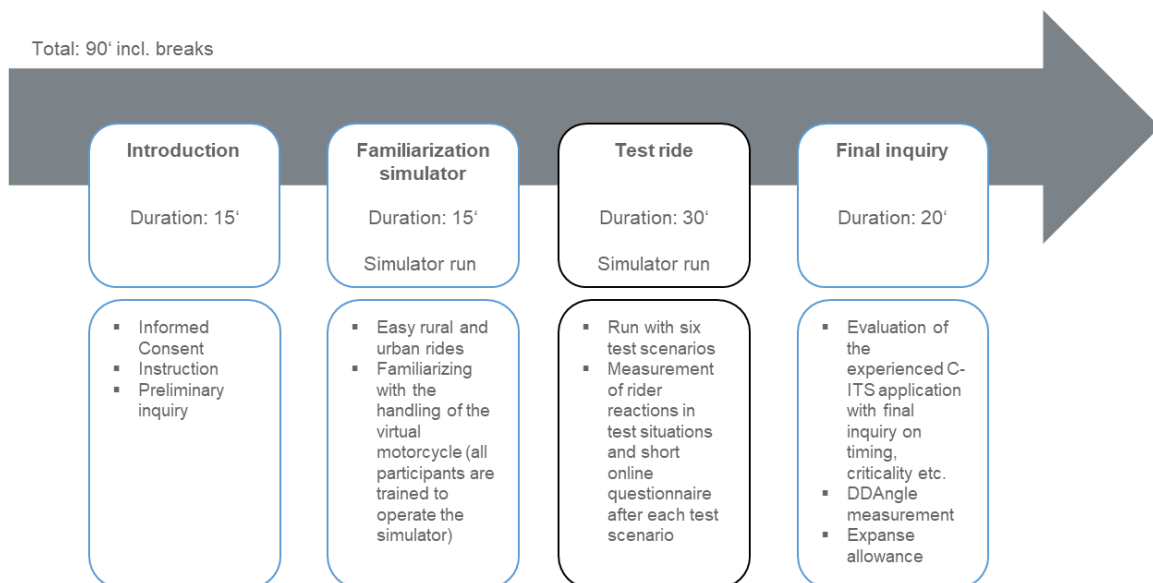 Total: 90‘ incl. breaks
Introduction
Duration: 15‘
Familiarization
simulator
Duration: 15‘
Simulator run
Test ride
Duration: 30‘
Simulator run
Final inquiry
Duration: 20‘
▪ Informed
Consent
▪ Instruction
▪ Preliminary
inquiry
▪ Easy rural and
urban rides
▪ Familiarizing
with the
handling of the
virtual
motorcycle (all
participants are
trained to
operate the
simulator)
▪ Run with six
test scenarios
▪ Measurement
of rider
reactions in
test situations
and short
online
questionnaire
after each test
scenario
▪ Evaluation of
the
experienced C-
ITS application
with final
inquiry on
timing,
criticality etc.
▪ DDAngle
measurement
▪ Expanse
allowance